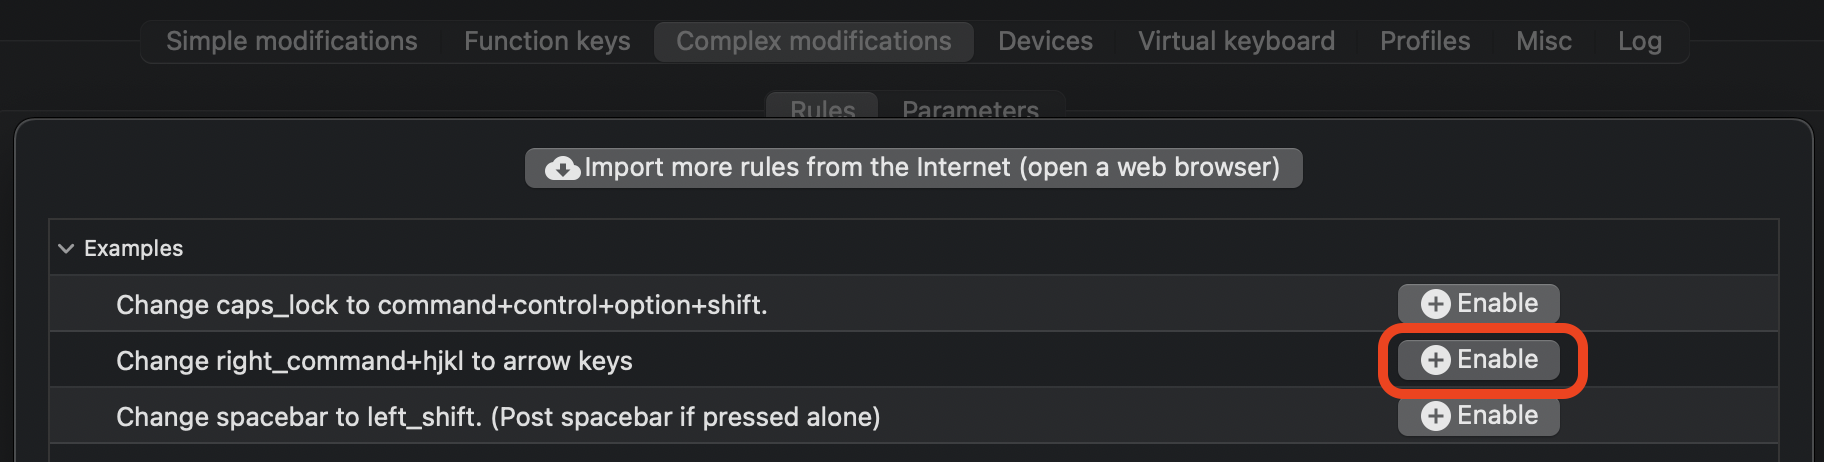 Simple modifications Function keys Complex modifications Devices Virtual keyboard Profiles Misc Log
Rules Parameters
Import more rules from the Internet (open a web browser)
Examples
Change caps_lock to command+control+option+shift. Enable
Change right_command+hjkl to arrow keys Enable
Change spacebar to left_shift. (Post spacebar if pressed alone) Enable